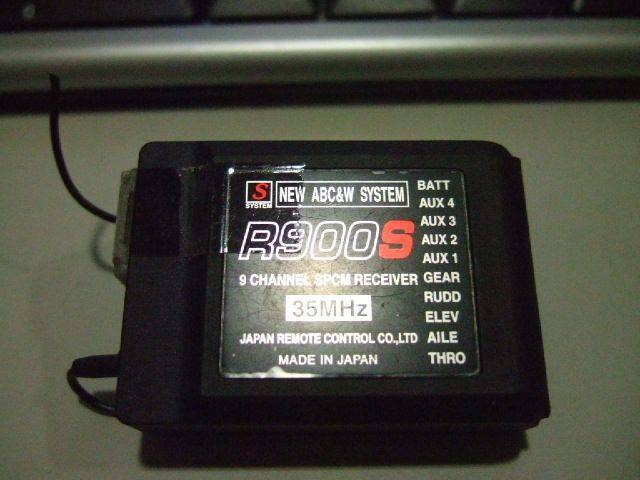 S
SYSTEM
NEW ABC&W SYSTEM
R900S
9 CHANNEL SPCM RECEIVER
35MHz
JAPAN REMOTE CONTROL CO.,LTD
MADE IN JAPAN
BATT
AUX 4
AUX 3
AUX 2
AUX 1
GEAR
RUDD
ELEV
AILE
THRO